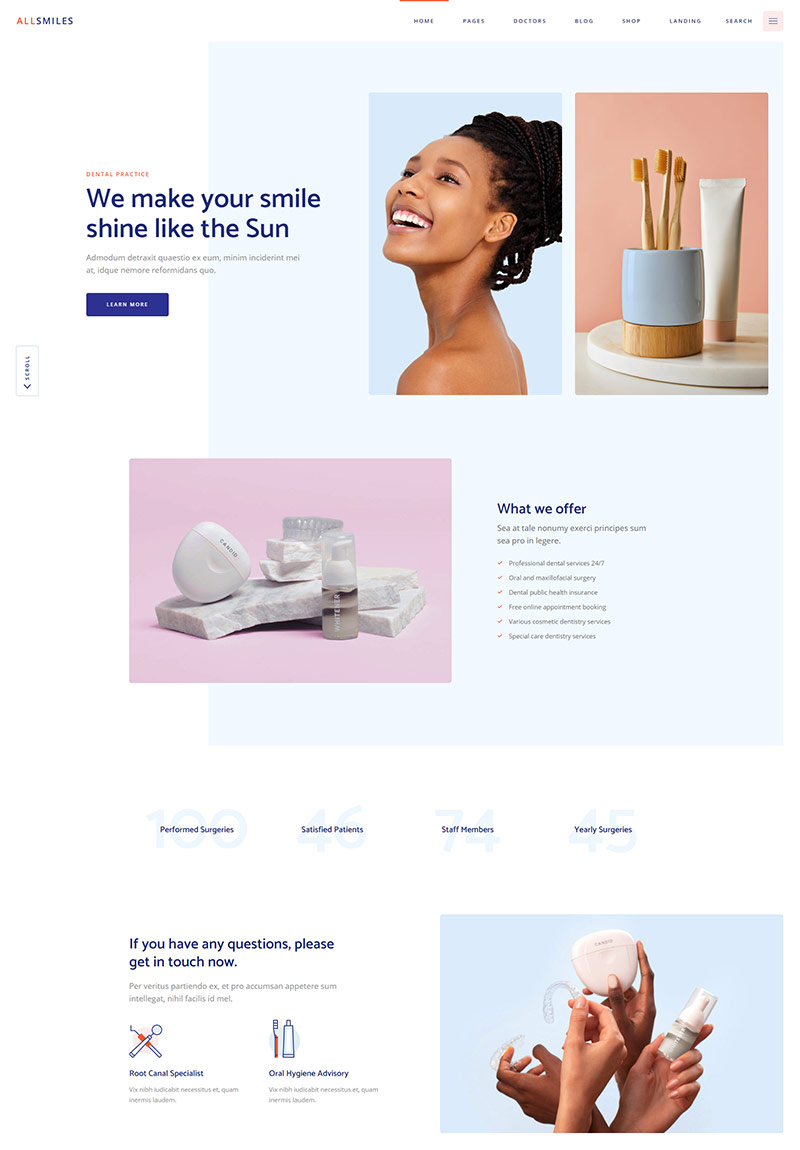 ALLSMILES
HOME PAGES DOCTORS BLOG SHOP LANDING SEARCH
DENTAL PRACTICE
We make your smile
shine like the Sun
Admodum detraxit quaestio ex eum, minim inciderint mei
at, idque nemore reformidans quo.
LEARN MORE
SCROLL
CANDID
WHITENER
What we offer
Sea at tale nonumy exerci principes sum
sea pro in legere.
Professional dental services 24/7
Oral and maxillofacial surgery
Dental public health insurance
Free online appointment booking
Various cosmetic dentistry services
Special care dentistry services
100 46 74 45
Performed Surgeries Satisfied Patients Staff Members Yearly Surgeries
If you have any questions, please
get in touch now.
Per veritus partiendo ex, et pro accumsan appetere sum
intellegat, nihil facilis id mel.
CANDID
Root Canal Specialist
Vix nibh iudicabit necessitus et, quam
inermis laudem.
Oral Hygiene Advisory
Vix nibh iudicabit necessitus et, quam
inermis laudem.